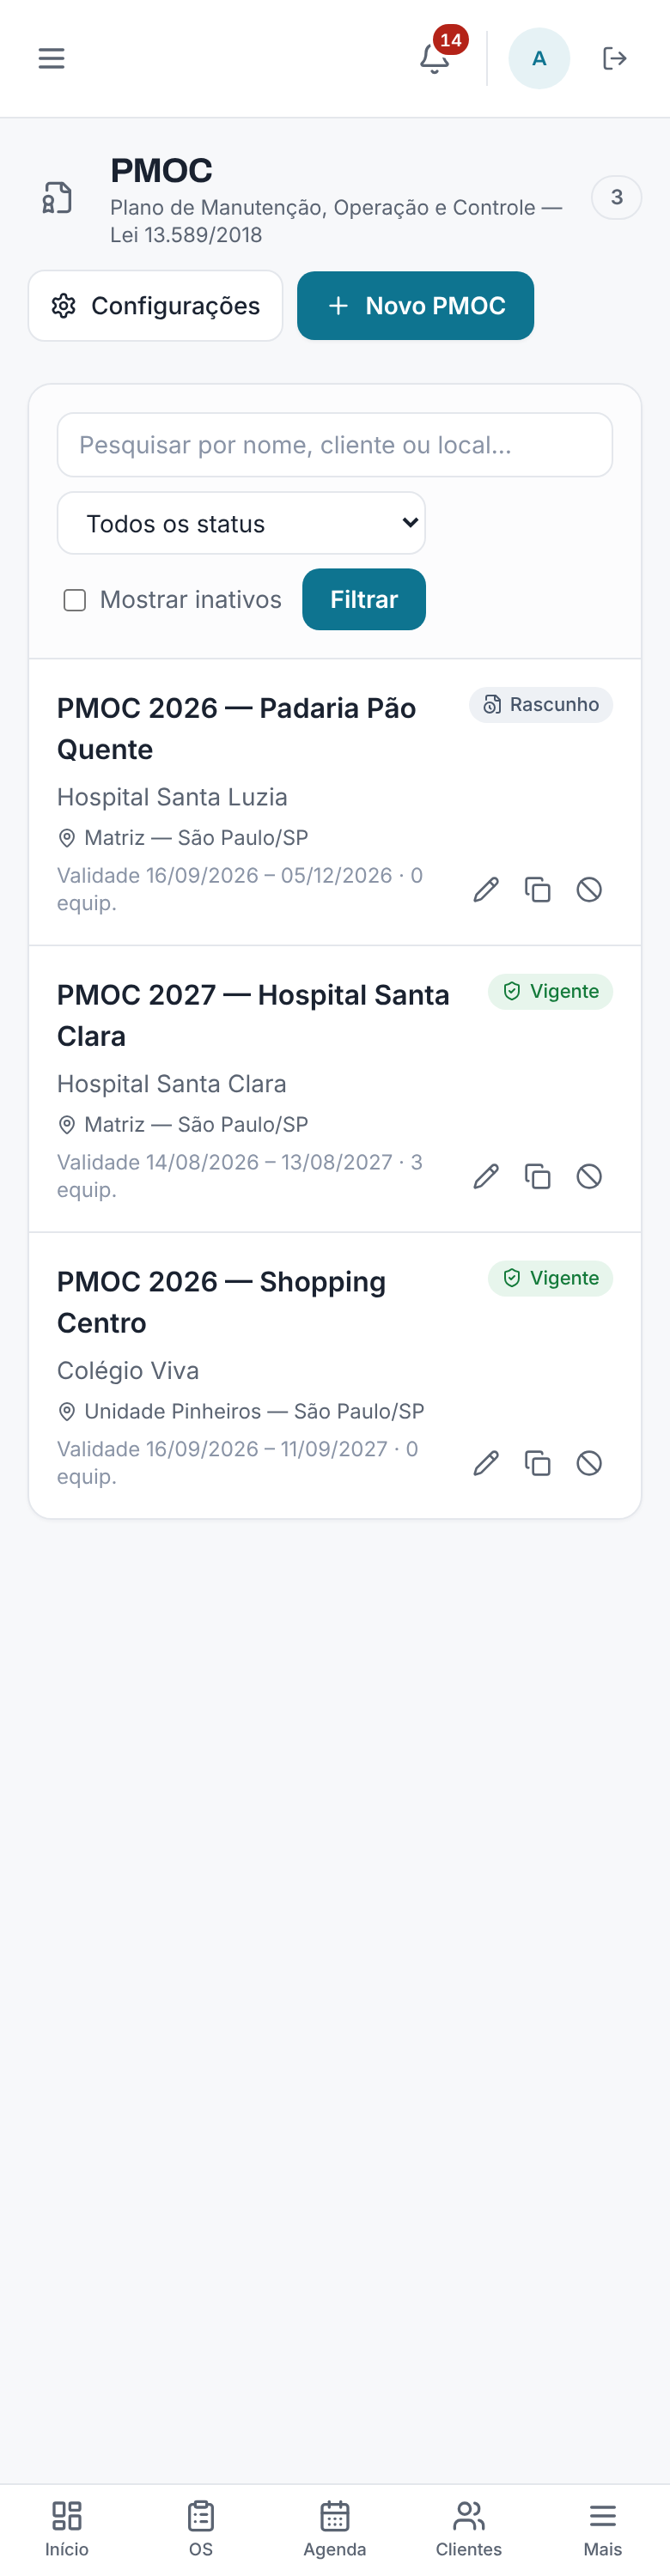 14
A
PMOC
Plano de Manutenção, Operação e Controle —
Lei 13.589/2018
3
Configurações
Novo PMOC
Pesquisar por nome, cliente ou local...
Todos os status
Mostrar inativos
Filtrar
PMOC 2026 — Padaria Pão
Quente
Rascunho
Hospital Santa Luzia
Matriz — São Paulo/SP
Validade 16/09/2026 – 05/12/2026 · 0
equip.
PMOC 2027 — Hospital Santa
Clara
Vigente
Hospital Santa Clara
Matriz — São Paulo/SP
Validade 14/08/2026 – 13/08/2027 · 3
equip.
PMOC 2026 — Shopping
Centro
Vigente
Colégio Viva
Unidade Pinheiros — São Paulo/SP
Validade 16/09/2026 – 11/09/2027 · 0
equip.
Início
OS
Agenda
Clientes
Mais